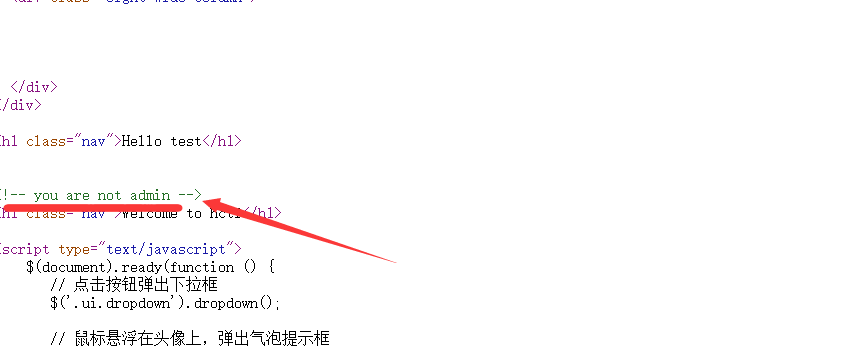 </div>
/div>
h1 class="nav">Hello test</h1>
!-- you are not admin -->
h1 class="nav">Welcome to hctf</h1>
script type="text/javascript">
$(document).ready(function () {
// 点击按钮弹出下拉框
$('.ui.dropdown').dropdown();
// 鼠标悬浮在头像上，弹出气泡提示框